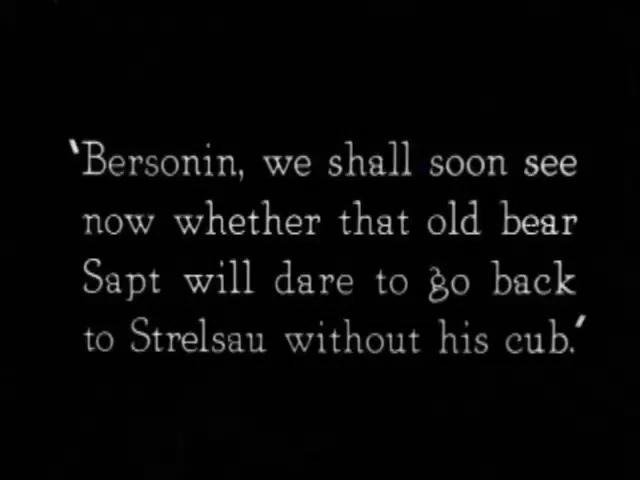 'Bersonin, we shall soon see
now whether that old bear
Sapt will dare to go back
to Strelsau without his cub.'